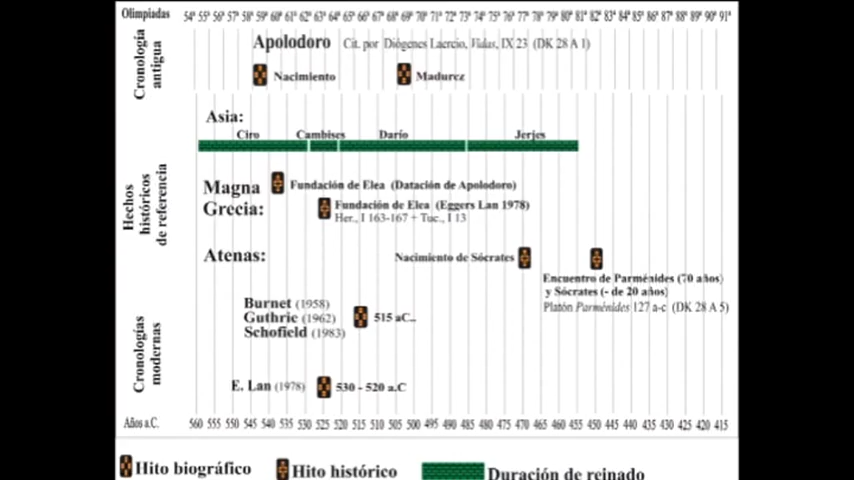 Olimpiadas 54ª 55ª 56ª 57ª 58ª 59ª 60ª 61ª 62ª 63ª 64ª 65ª 66ª 67ª 68ª 69ª 70ª 71ª 72ª 73ª 74ª 75ª 76ª 77ª 78ª 79ª 80ª 81ª 82ª 83ª 84ª 85ª 86ª 87ª 88ª 89ª 90ª 91ª
Cronología
antigua
Apolodoro Cit. por Diógenes Laercio, Vidas, IX 23 (DK 28 A 1)
Nacimiento
Madurez
Hechos
históricos
de referencia
Asia:
Ciro Cambises Darío Jerjes
Magna
Grecia:
Fundación de Elea (Datación de Apolodoro)
Fundación de Elea (Eggers Lan 1978)
Her., I 163-167 + Tuc., I 13
Atenas:
Nacimiento de Sócrates
Encuentro de Parménides (70 años)
y Sócrates (- de 20 años)
Platón Parménides 127 a-c (DK 28 A 5)
Cronologías
modernas
Burnet (1958)
Guthrie (1962)
Schofield (1983)
515 aC..
E. Lan (1978) 530 - 520 a.C
Años a.C. 560 555 550 545 540 535 530 525 520 515 510 505 500 495 490 485 480 475 470 465 460 455 450 445 440 435 430 425 420 415
Hito biográfico Hito histórico Duración de reinado